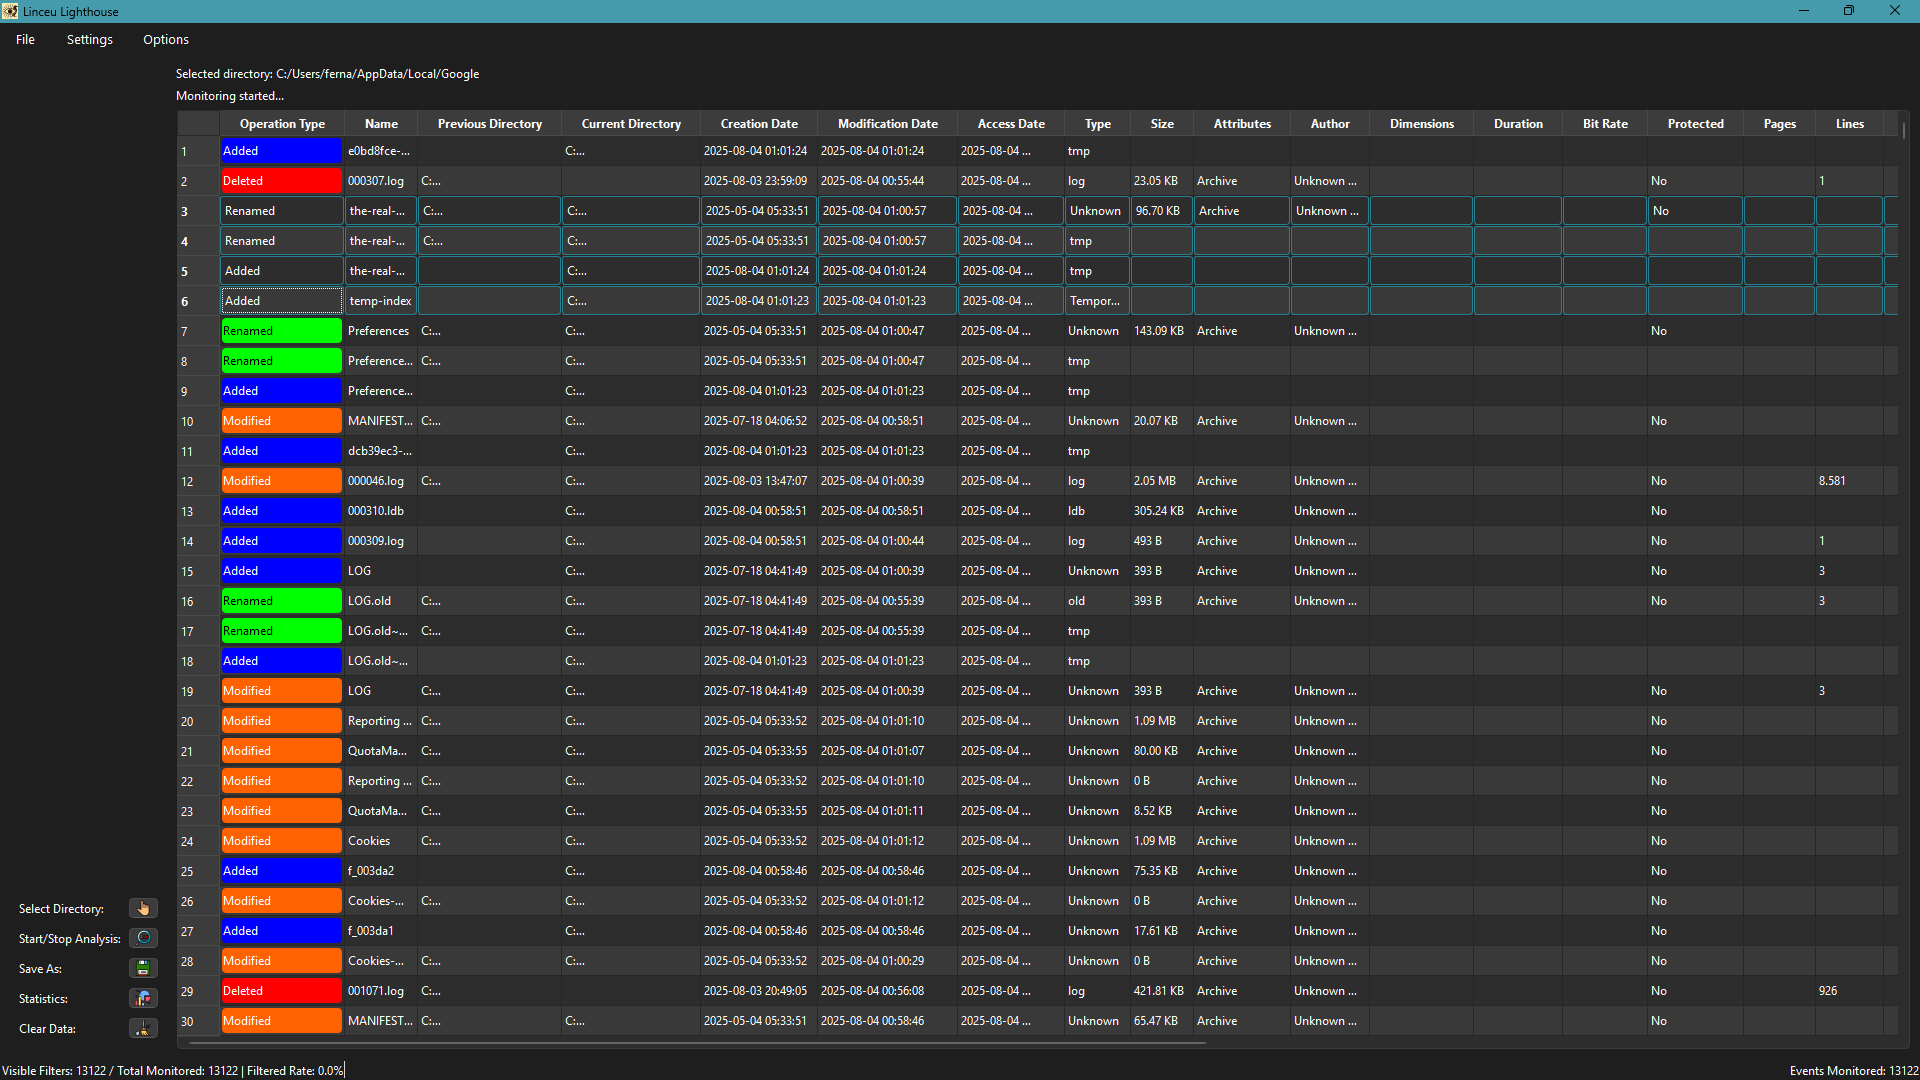 Linceu Lighthouse
File Settings Options
Selected directory: C:/Users/ferna/AppData/Local/Google
Monitoring started...
Operation Type Name Previous Directory Current Directory Creation Date Modification Date Access Date Type Size Attributes Author Dimensions Duration Bit Rate Protected Pages Lines
1 Added e0bd8fce-... C:... 2025-08-04 01:01:24 2025-08-04 01:01:24 2025-08-04 ... tmp
2 Deleted 000307.log C:... 2025-08-03 23:59:09 2025-08-04 00:55:44 2025-08-04 ... log 23.05 KB Archive Unknown ... No 1
3 Renamed the-real-... C:... C:... 2025-05-04 05:33:51 2025-08-04 01:00:57 2025-08-04 ... Unknown 96.70 KB Archive Unknown ... No
4 Renamed the-real-... C:... C:... 2025-05-04 05:33:51 2025-08-04 01:00:57 2025-08-04 ... tmp
5 Added the-real-... C:... 2025-08-04 01:01:24 2025-08-04 01:01:24 2025-08-04 ... tmp
6 Added temp-index C:... 2025-08-04 01:01:23 2025-08-04 01:01:23 2025-08-04 ... Tempor...
7 Renamed Preferences C:... C:... 2025-05-04 05:33:51 2025-08-04 01:00:47 2025-08-04 ... Unknown 143.09 KB Archive Unknown ... No
8 Renamed Preference... C:... C:... 2025-05-04 05:33:51 2025-08-04 01:00:47 2025-08-04 ... tmp
9 Added Preference... C:... 2025-08-04 01:01:23 2025-08-04 01:01:23 2025-08-04 ... tmp
10 Modified MANIFEST... C:... C:... 2025-07-18 04:06:52 2025-08-04 00:58:51 2025-08-04 ... Unknown 20.07 KB Archive Unknown ... No
11 Added dcb39ec3-... C:... 2025-08-04 01:01:23 2025-08-04 01:01:23 2025-08-04 ... tmp
12 Modified 000046.log C:... C:... 2025-08-03 13:47:07 2025-08-04 01:00:39 2025-08-04 ... log 2.05 MB Archive Unknown ... No 8.581
13 Added 000310.ldb C:... 2025-08-04 00:58:51 2025-08-04 00:58:51 2025-08-04 ... ldb 305.24 KB Archive Unknown ... No
14 Added 000309.log C:... 2025-08-04 00:58:51 2025-08-04 01:00:44 2025-08-04 ... log 493 B Archive Unknown ... No 1
15 Added LOG C:... 2025-07-18 04:41:49 2025-08-04 01:00:39 2025-08-04 ... Unknown 393 B Archive Unknown ... No 3
16 Renamed LOG.old C:... C:... 2025-07-18 04:41:49 2025-08-04 00:55:39 2025-08-04 ... old 393 B Archive Unknown ... No 3
17 Renamed LOG.old~... C:... C:... 2025-07-18 04:41:49 2025-08-04 00:55:39 2025-08-04 ... tmp
18 Added LOG.old~... C:... 2025-08-04 01:01:23 2025-08-04 01:01:23 2025-08-04 ... tmp
19 Modified LOG C:... C:... 2025-07-18 04:41:49 2025-08-04 01:00:39 2025-08-04 ... Unknown 393 B Archive Unknown ... No 3
20 Modified Reporting ... C:... C:... 2025-05-04 05:33:52 2025-08-04 01:01:10 2025-08-04 ... Unknown 1.09 MB Archive Unknown ... No
21 Modified QuotaMa... C:... C:... 2025-05-04 05:33:55 2025-08-04 01:01:07 2025-08-04 ... Unknown 80.00 KB Archive Unknown ... No
22 Modified Reporting ... C:... C:... 2025-05-04 05:33:52 2025-08-04 01:01:10 2025-08-04 ... Unknown 0 B Archive Unknown ... No
23 Modified QuotaMa... C:... C:... 2025-05-04 05:33:55 2025-08-04 01:01:11 2025-08-04 ... Unknown 8.52 KB Archive Unknown ... No
24 Modified Cookies C:... C:... 2025-05-04 05:33:52 2025-08-04 01:01:12 2025-08-04 ... Unknown 1.09 MB Archive Unknown ... No
25 Added f_003da2 C:... 2025-08-04 00:58:46 2025-08-04 00:58:46 2025-08-04 ... Unknown 75.35 KB Archive Unknown ... No
26 Modified Cookies-... C:... C:... 2025-05-04 05:33:52 2025-08-04 01:01:12 2025-08-04 ... Unknown 0 B Archive Unknown ... No
27 Added f_003da1 C:... 2025-08-04 00:58:46 2025-08-04 00:58:46 2025-08-04 ... Unknown 17.61 KB Archive Unknown ... No
28 Modified Cookies-... C:... C:... 2025-05-04 05:33:52 2025-08-04 01:00:29 2025-08-04 ... Unknown 0 B Archive Unknown ... No
29 Deleted 001071.log C:... 2025-08-03 20:49:05 2025-08-04 00:56:08 2025-08-04 ... log 421.81 KB Archive Unknown ... No 926
30 Modified MANIFEST... C:... C:... 2025-05-04 05:33:51 2025-08-04 00:58:46 2025-08-04 ... Unknown 65.47 KB Archive Unknown ... No
Select Directory:
Start/Stop Analysis:
Save As:
Statistics:
Clear Data:
Visible Filters: 13122 / Total Monitored: 13122 | Filtered Rate: 0.0%
Events Monitored: 13122